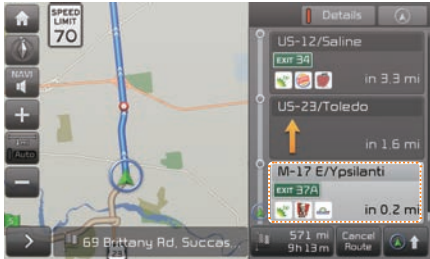 SPEED
LIMIT
70
NAVI
Auto
Details
US-12/Saline
EXIT 34
in 3.3 mi
US-23/Toledo
in 1.6 mi
M-17 E/Ypsilanti
EXIT 37A
in 0.2 mi
69 Brittany Rd, Succas...
571 mi
9h13m
Cancel
Route